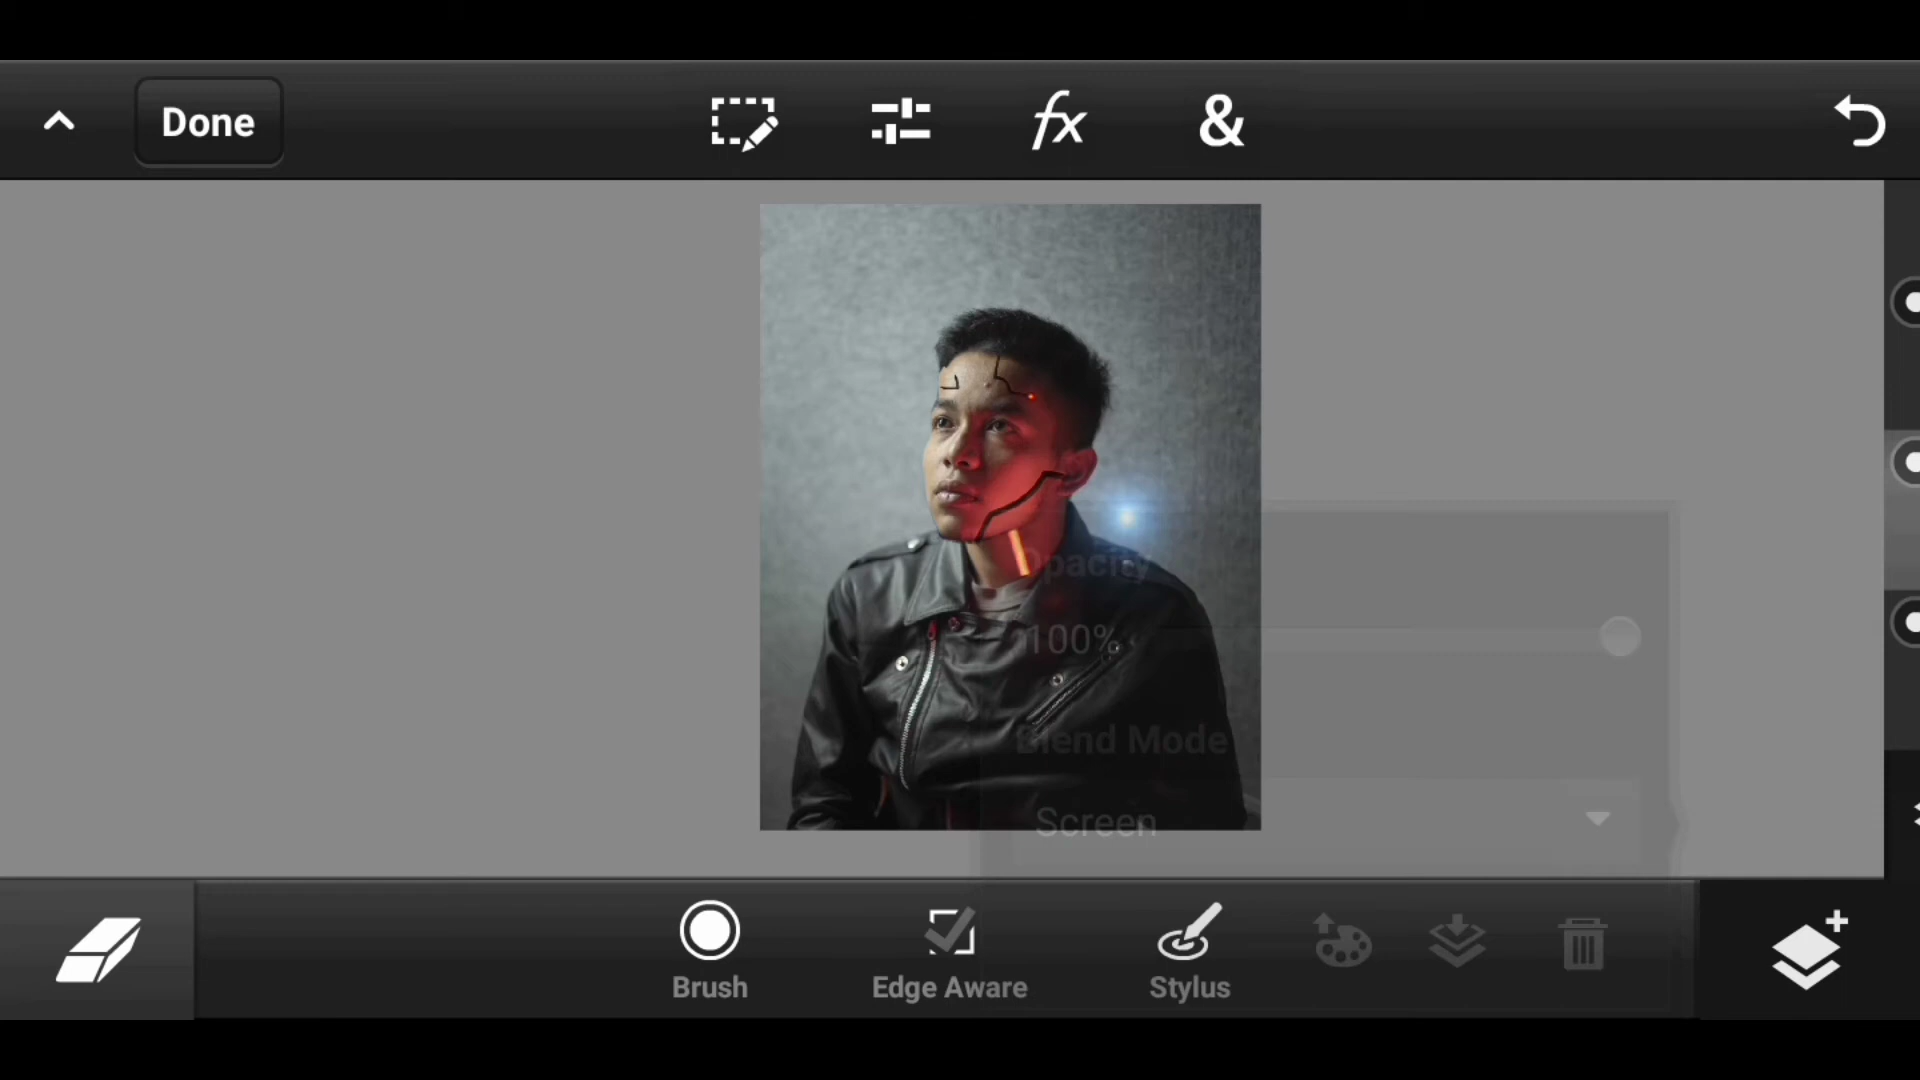 Done
fx
&
Opacity
100%
Blend Mode
Screen
Brush
Edge Aware
Stylus